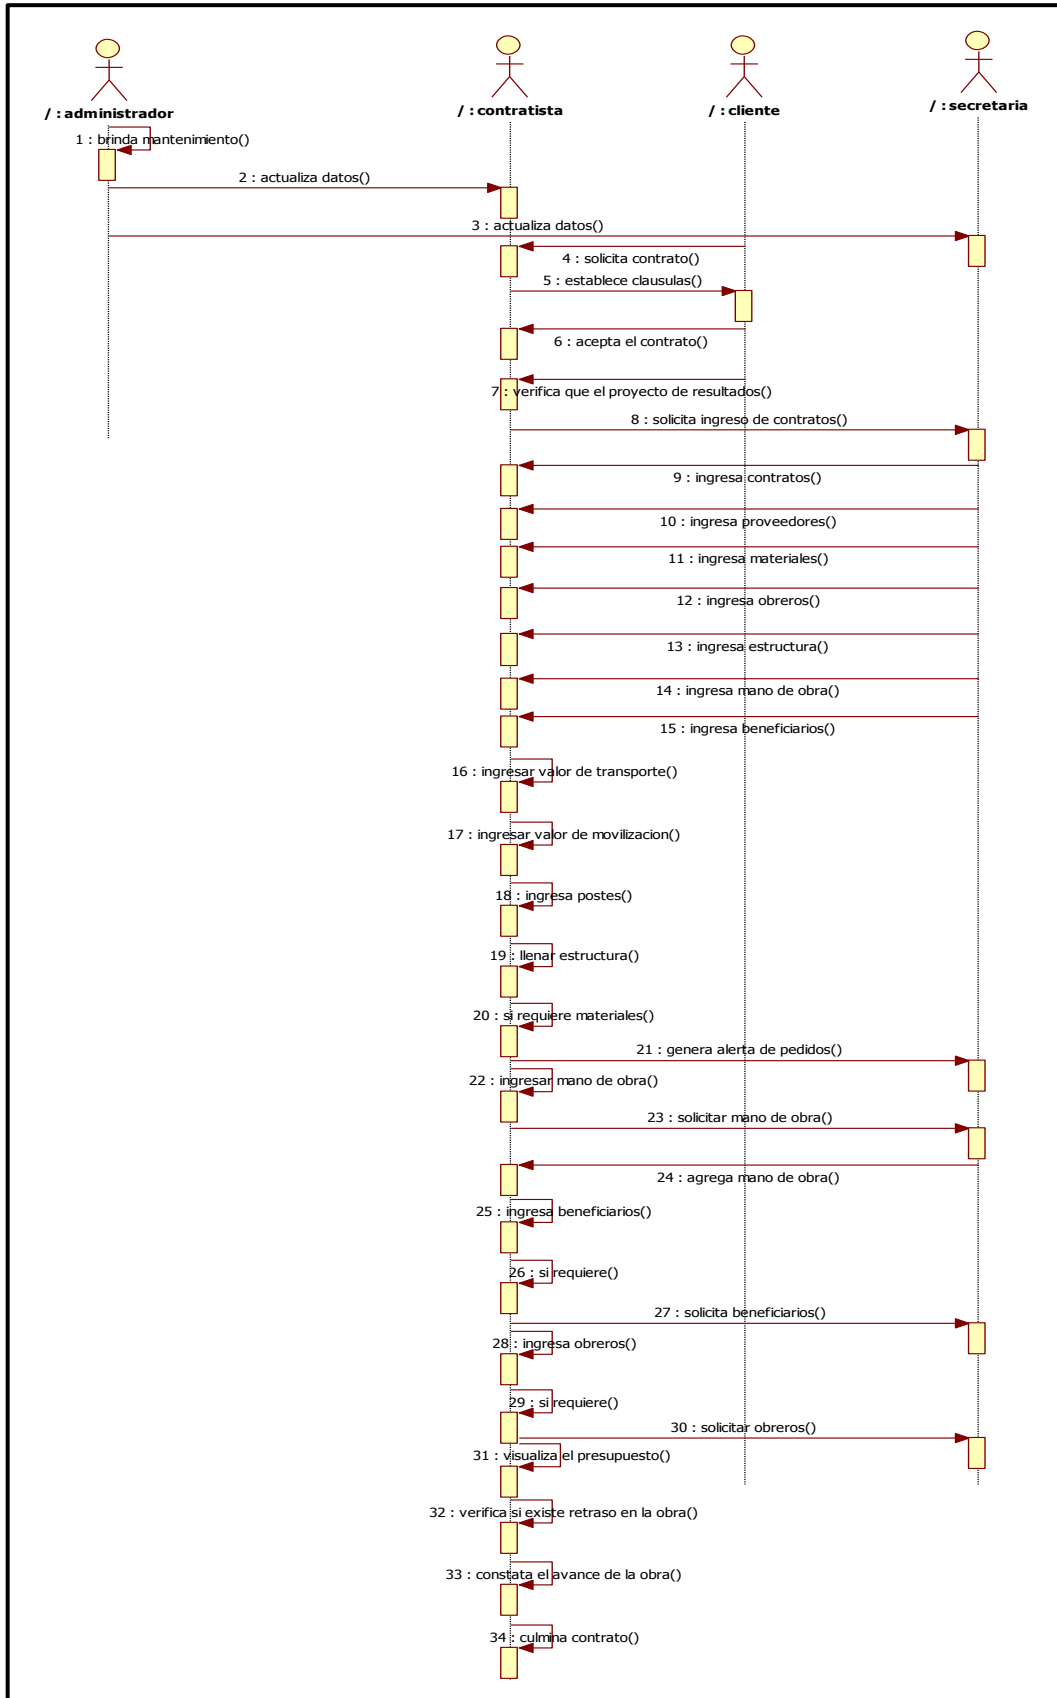 / : administrador
/ : contratista
/ : cliente
/ : secretaria
1 : brinda mantenimiento()
2 : actualiza datos()
3 : actualiza datos()
4 : solicita contrato()
5 : establece clausulas()
6 : acepta el contrato()
7 : verifica que el proyecto de resultados()
8 : solicita ingreso de contratos()
9 : ingresa contratos()
10 : ingresa proveedores()
11 : ingresa materiales()
12 : ingresa obreros()
13 : ingresa estructura()
14 : ingresa mano de obra()
15 : ingresa beneficiarios()
16 : ingresar valor de transporte()
17 : ingresar valor de movilizacion()
18 : ingresa postes()
19 : llenar estructura()
20 : si requiere materiales()
21 : genera alerta de pedidos()
22 : ingresar mano de obra()
23 : solicitar mano de obra()
24 : agrega mano de obra()
25 : ingresa beneficiarios()
26 : si requiere()
27 : solicita beneficiarios()
28 : ingresa obreros()
29 : si requiere()
30 : solicitar obreros()
31 : visualiza el presupuesto()
32 : verifica si existe retraso en la obra()
33 : constata el avance de la obra()
34 : culmina contrato()